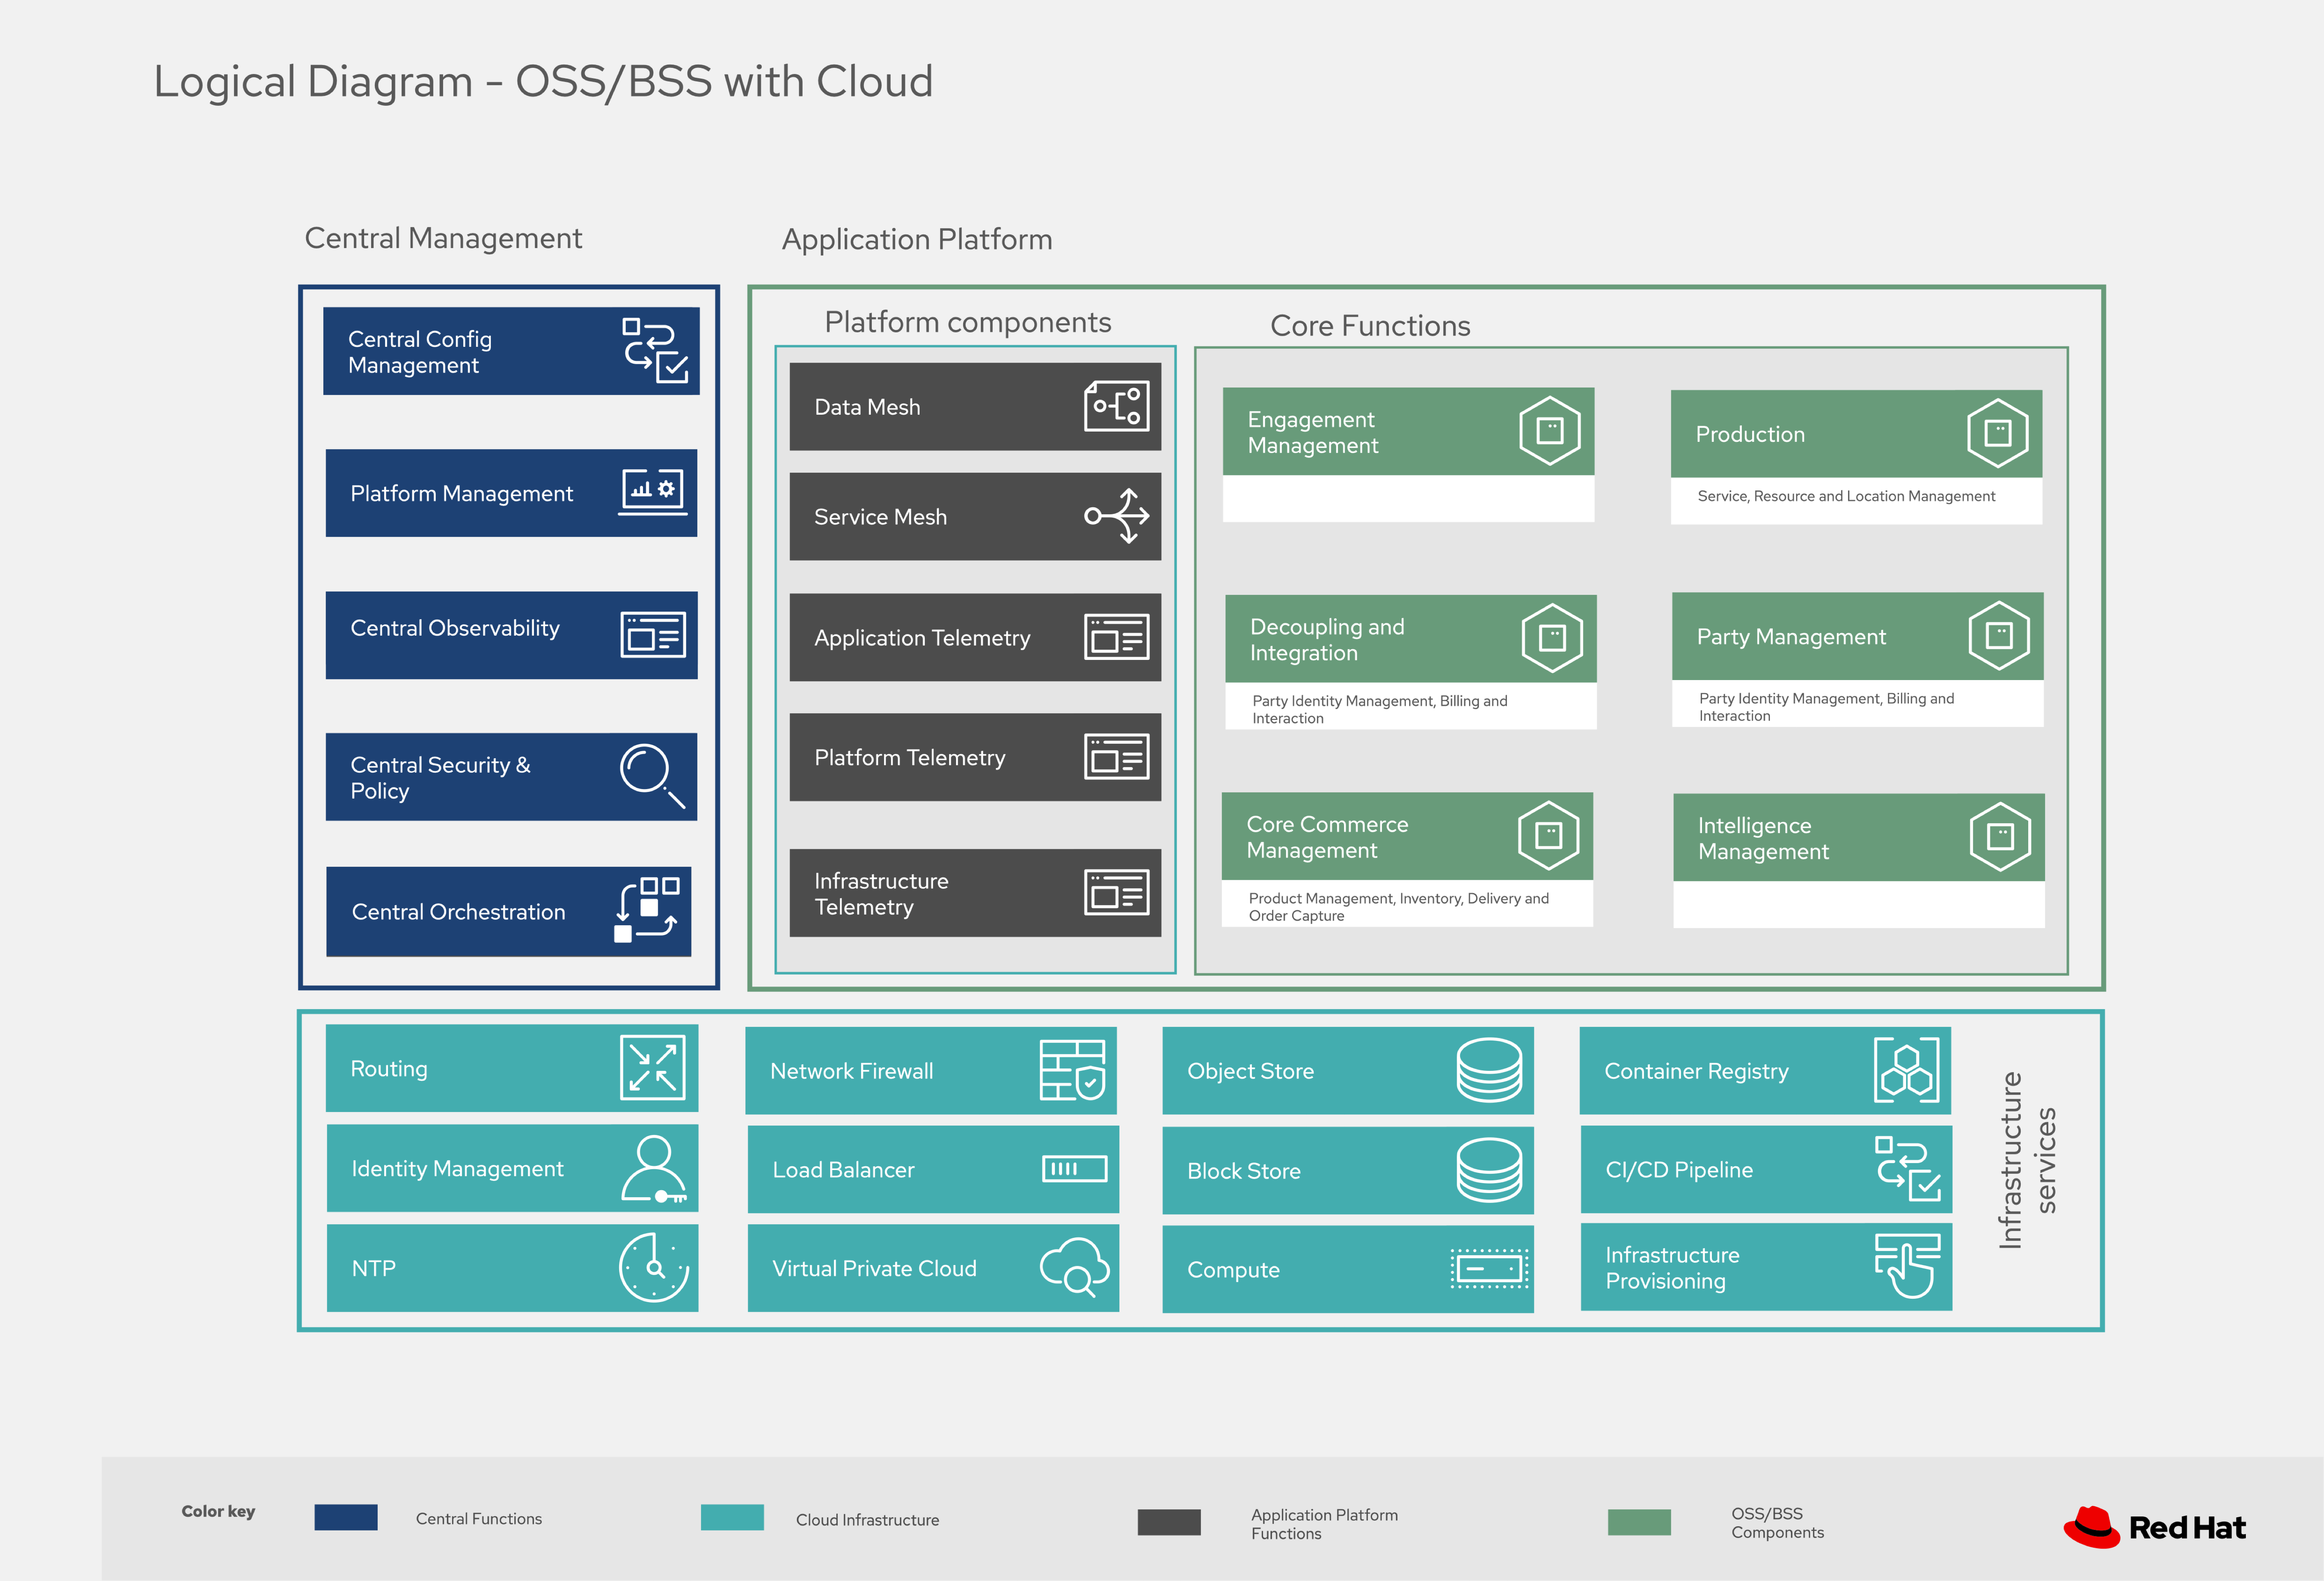 Logical Diagram - OSS/BSS with Cloud
Central Management
Central Config
Management
Platform Management
Central Observability
Central Security &
Policy
Central Orchestration
Application Platform
Platform components
Data Mesh
Service Mesh
Application Telemetry
Platform Telemetry
Infrastructure
Telemetry
Core Functions
Engagement
Management
Production
Service, Resource and Location Management
Decoupling and
Integration
Party Identity Management, Billing and
Interaction
Party Management
Party Identity Management, Billing and
Interaction
Core Commerce
Management
Product Management, Inventory, Delivery and
Order Capture
Intelligence
Management
Routing
Network Firewall
Object Store
Container Registry
Identity Management
Load Balancer
Block Store
CI/CD Pipeline
NTP
Virtual Private Cloud
Compute
Infrastructure
Provisioning
Infrastructure
services
Color key
Central Functions
Cloud Infrastructure
Application Platform
Functions
OSS/BSS
Components
Red Hat